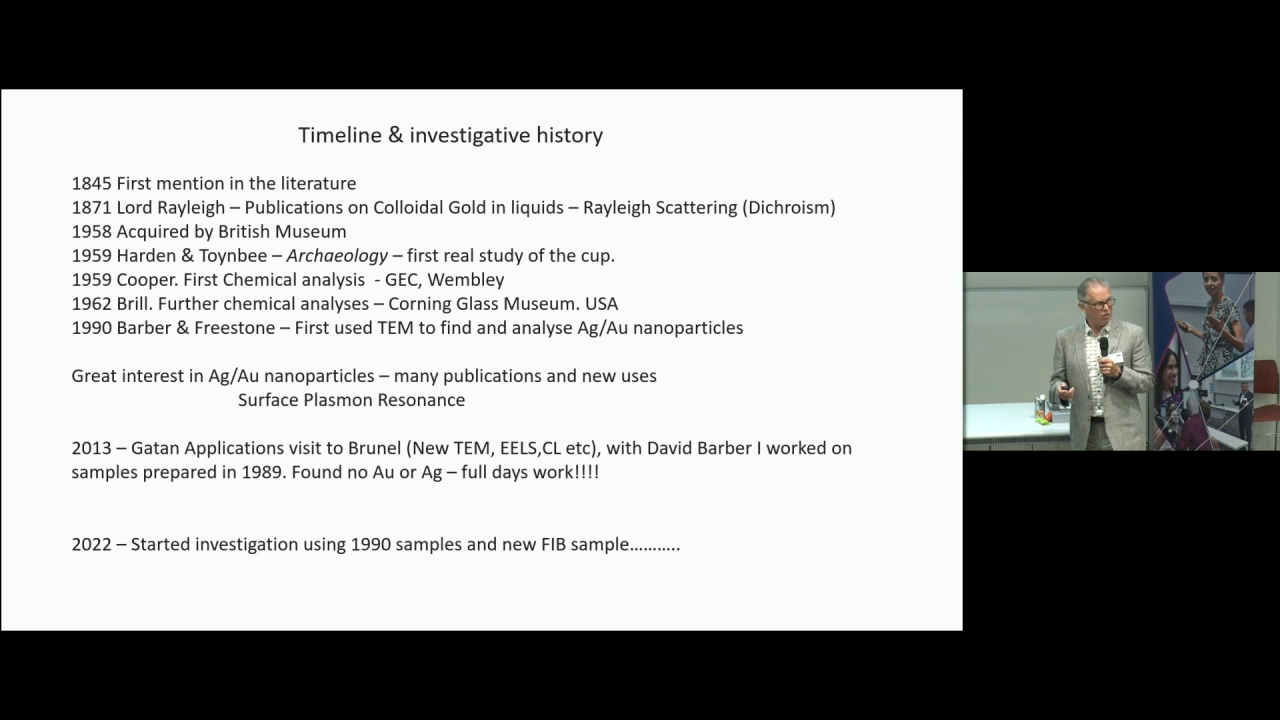 Timeline & investigative history
1845 First mention in the literature
1871 Lord Rayleigh – Publications on Colloidal Gold in liquids – Rayleigh Scattering (Dichroism)
1958 Acquired by British Museum
1959 Harden & Toynbee – Archaeology – first real study of the cup.
1959 Cooper. First Chemical analysis  - GEC, Wembley
1962 Brill. Further chemical analyses – Corning Glass Museum. USA
1990 Barber & Freestone – First used TEM to find and analyse Ag/Au nanoparticles
Great interest in Ag/Au nanoparticles – many publications and new uses
Surface Plasmon Resonance
2013 – Gatan Applications visit to Brunel (New TEM, EELS,CL etc), with David Barber I worked on
samples prepared in 1989. Found no Au or Ag – full days work!!!!
2022 – Started investigation using 1990 samples and new FIB sample………..